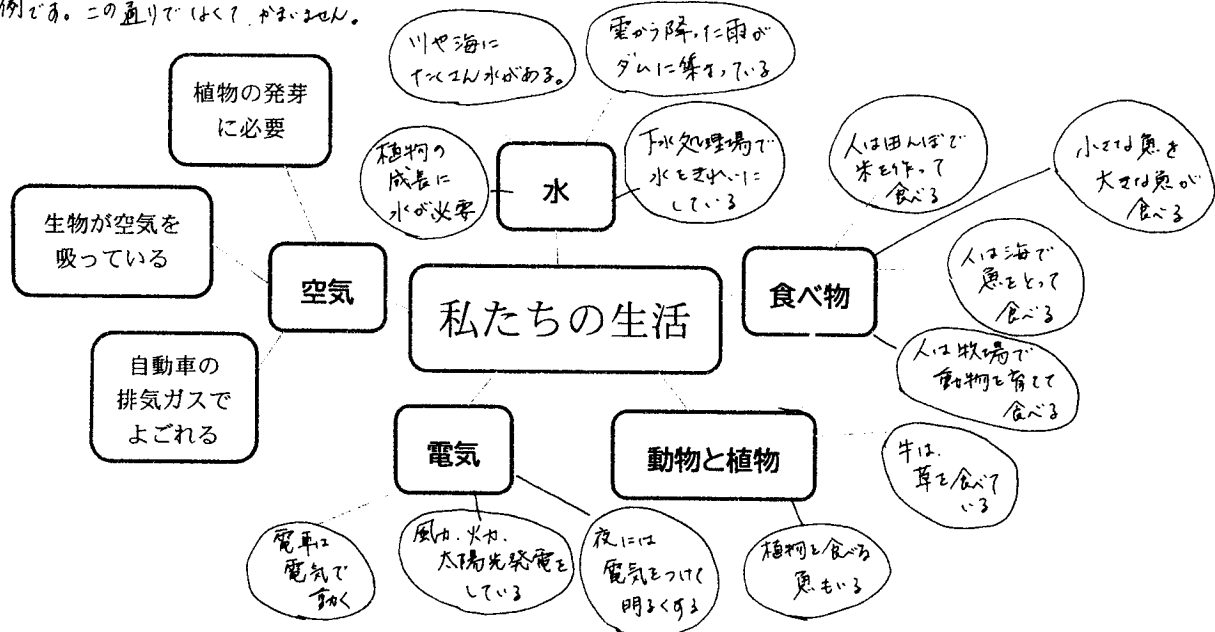 例です。この通りでなくて、かまいません。
川や海に
たくさん水がある。
雲から降った雨が
ダムに集まっている
植物の発芽
に必要
植物の
成長に
水が必要
水
下水処理場で
水をきれいに
している
人は田んぼで
米を作って
食べる
小さな魚を
大きな魚が
食べる
生物が空気を
吸っている
空気
私たちの生活
食べ物
人は海で
魚をとって
食べる
自動車の
排気ガスで
よごれる
人は牧場で
動物を育てて
食べる
電気
動物と植物
牛は、
草を食べて
いる
電車は
電気で
動く
風力、火力、
太陽光発電を
している
夜には
電気をつけて
明るくする
植物を食べる
魚もいる